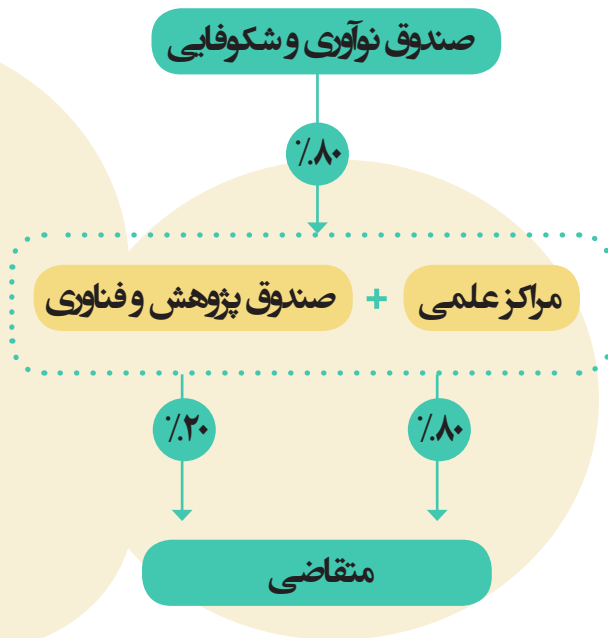 صندوق نوآوری و شکوفایی
٪۸۰
مراکز علمی + صندوق پژوهش و فناوری
٪۸۰ ٪۲۰
متقاضی